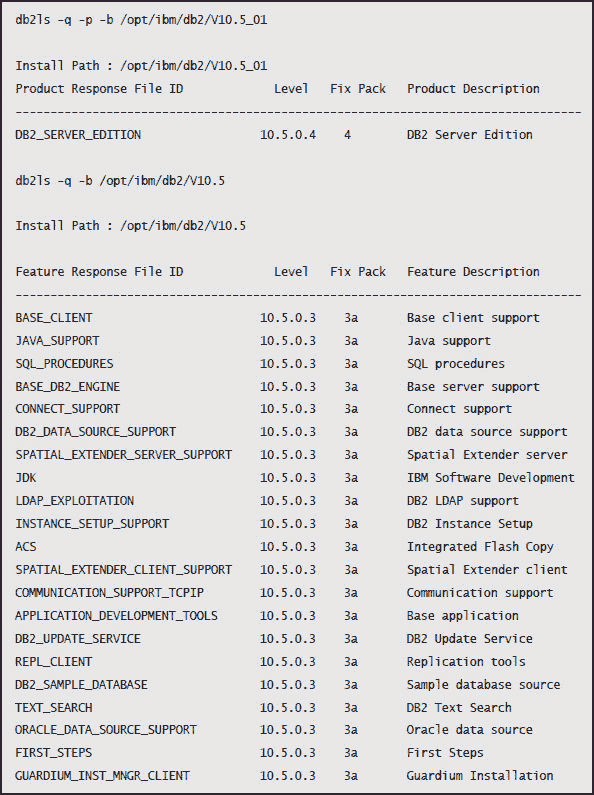 db2ls -q -p -b /opt/ibm/db2/V10.5_01
Install Path : /opt/ibm/db2/V10.5_01
Product Response File ID Level Fix Pack Product Description
--------------------------------------------------------------------------------
DB2_SERVER_EDITION 10.5.0.4 4 DB2 Server Edition
db2ls -q -b /opt/ibm/db2/V10.5
Install Path : /opt/ibm/db2/V10.5
Feature Response File ID Level Fix Pack Feature Description
--------------------------------------------------------------------------------
BASE_CLIENT 10.5.0.3 3a Base client support
JAVA_SUPPORT 10.5.0.3 3a Java support
SQL_PROCEDURES 10.5.0.3 3a SQL procedures
BASE_DB2_ENGINE 10.5.0.3 3a Base server support
CONNECT_SUPPORT 10.5.0.3 3a Connect support
DB2_DATA_SOURCE_SUPPORT 10.5.0.3 3a DB2 data source support
SPATIAL_EXTENDER_SERVER_SUPPORT 10.5.0.3 3a Spatial Extender server
JDK 10.5.0.3 3a IBM Software Development
LDAP_EXPLOITATION 10.5.0.3 3a DB2 LDAP support
INSTANCE_SETUP_SUPPORT 10.5.0.3 3a DB2 Instance Setup
ACS 10.5.0.3 3a Integrated Flash Copy
SPATIAL_EXTENDER_CLIENT_SUPPORT 10.5.0.3 3a Spatial Extender client
COMMUNICATION_SUPPORT_TCPIP 10.5.0.3 3a Communication support
APPLICATION_DEVELOPMENT_TOOLS 10.5.0.3 3a Base application
DB2_UPDATE_SERVICE 10.5.0.3 3a DB2 Update Service
REPL_CLIENT 10.5.0.3 3a Replication tools
DB2_SAMPLE_DATABASE 10.5.0.3 3a Sample database source
TEXT_SEARCH 10.5.0.3 3a DB2 Text Search
ORACLE_DATA_SOURCE_SUPPORT 10.5.0.3 3a Oracle data source
FIRST_STEPS 10.5.0.3 3a First Steps
GUARDIUM_INST_MNGR_CLIENT 10.5.0.3 3a Guardium Installation